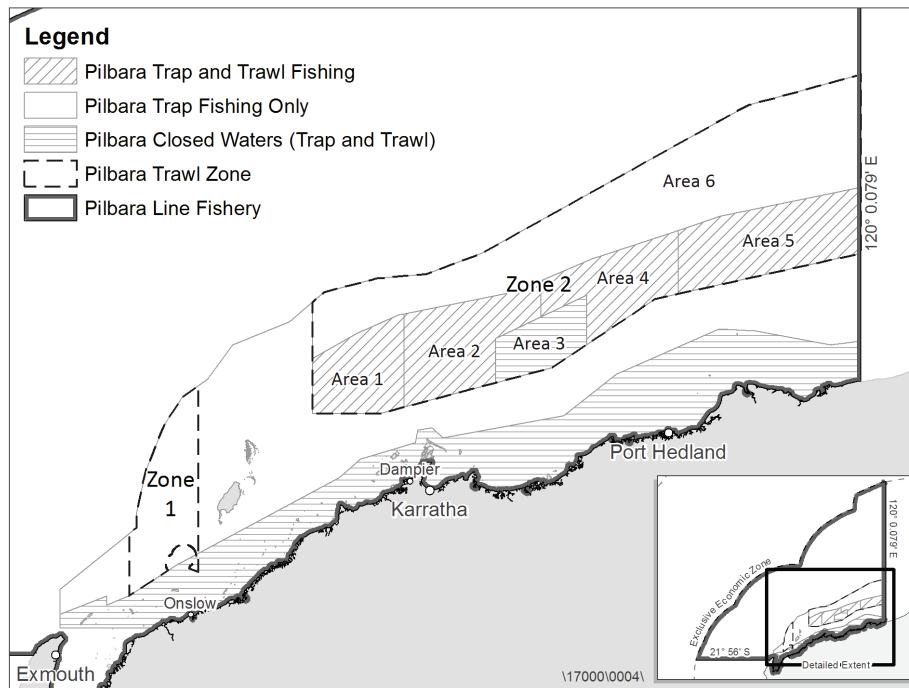 Legend
Pilbara Trap and Trawl Fishing
Pilbara Trap Fishing Only
Pilbara Closed Waters (Trap and Trawl)
Pilbara Trawl Zone
Pilbara Line Fishery
Area 6
120° 0.079' E
Area 5
Zone 2
Area 4
Area 3
Area 2
Area 1
Zone
1
Port Hedland
Dampier
Karratha
Onslow
Exmouth
\17000\0004\
120° 0.079' E
Exclusive Economic Zone
21° 56' S
Detailed Extent